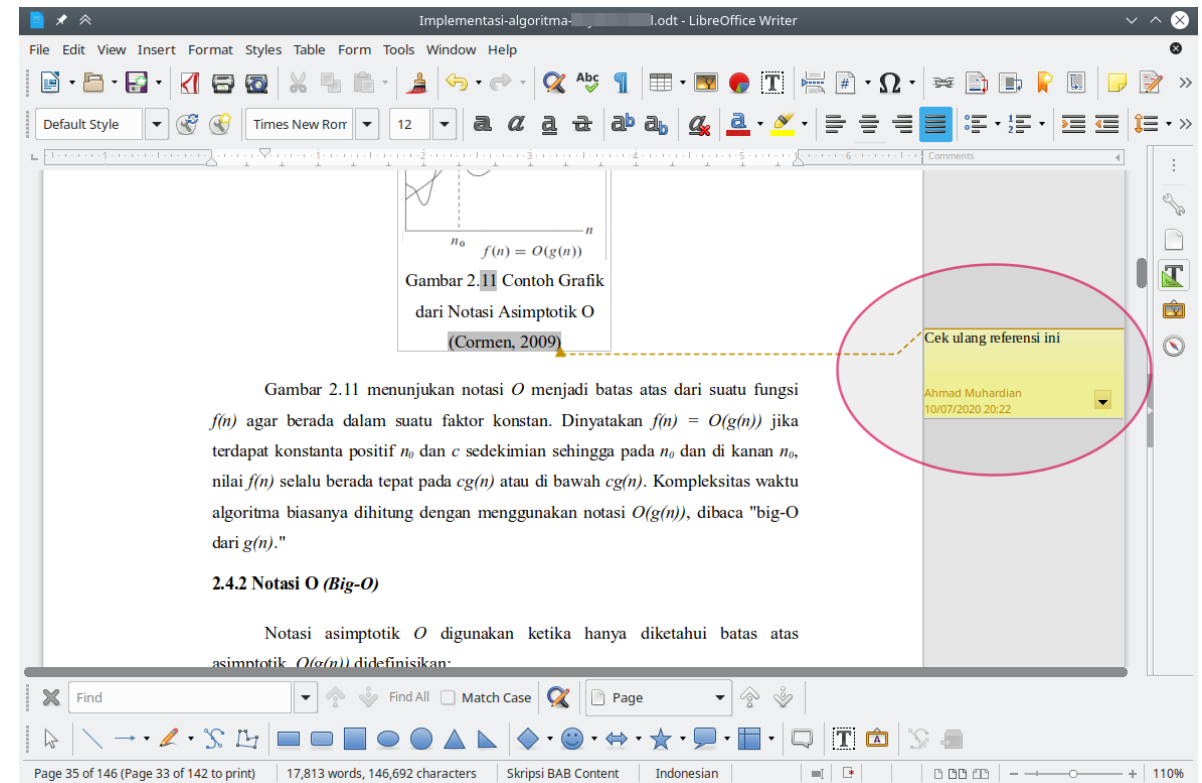 Implementasi-algoritma- l.odt - LibreOffice Writer
File Edit View Insert Format Styles Table Form Tools Window Help
Default Style Times New Rom 12
Comments
n
n0 f(n) = O(g(n))
Gambar 2.11 Contoh Grafik
dari Notasi Asimptotik O
(Cormen, 2009)
Cek ulang referensi ini
Ahmad Muhardian
10/07/2020 20:22
Gambar 2.11 menunjukan notasi O menjadi batas atas dari suatu fungsi
f(n) agar berada dalam suatu faktor konstan. Dinyatakan f(n) = O(g(n)) jika
terdapat konstanta positif n0 dan c sedekimian sehingga pada n0 dan di kanan n0,
nilai f(n) selalu berada tepat pada cg(n) atau di bawah cg(n). Kompleksitas waktu
algoritma biasanya dihitung dengan menggunakan notasi O(g(n)), dibaca "big-O
dari g(n)."
2.4.2 Notasi O (Big-O)
Notasi asimptotik O digunakan ketika hanya diketahui batas atas
asimptotik. O(g(n)) didefinisikan:
Find Find All Match Case Page
Page 35 of 146 (Page 33 of 142 to print) 17,813 words, 146,692 characters Skripsi BAB Content Indonesian 110%